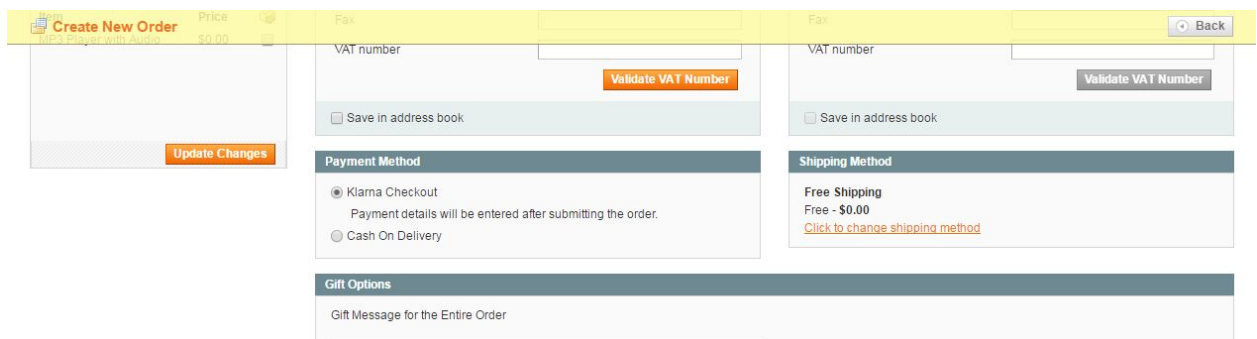 Item Price
Create New Order
Back
MP3 Player with Audio $0.00
Fax
Fax
VAT number
VAT number
Validate VAT Number
Validate VAT Number
Save in address book
Save in address book
Update Changes
Payment Method
Shipping Method
Klarna Checkout
Payment details will be entered after submitting the order.
Cash On Delivery
Free Shipping
Free - $0.00
Click to change shipping method
Gift Options
Gift Message for the Entire Order